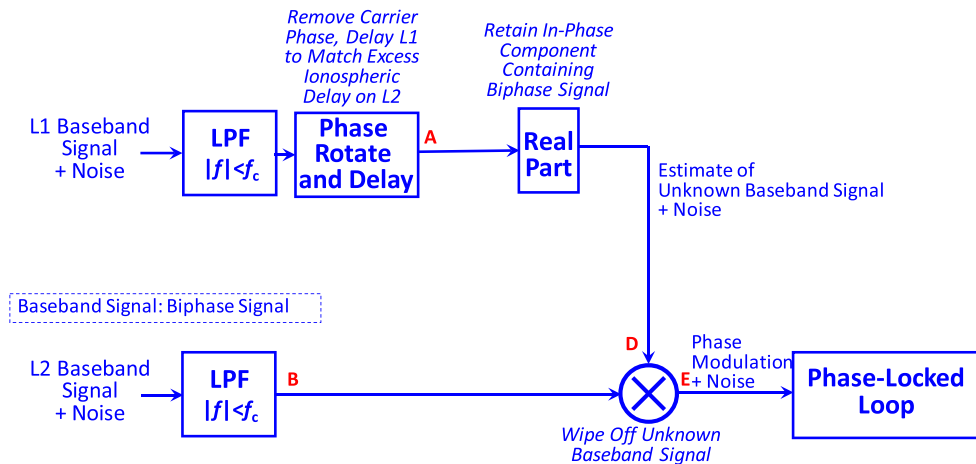 Remove Carrier
Phase, Delay L1
to Match Excess
Ionospheric
Delay on L2
Retain In-Phase
Component
Containing
Biphase Signal
L1 Baseband
Signal
+ Noise
LPF
|f|<fc
Phase
Rotate
and Delay
A
Real
Part
Estimate of
Unknown Baseband Signal
+ Noise
Baseband Signal: Biphase Signal
L2 Baseband
Signal
+ Noise
LPF
|f|<fc
B
D
E
Phase
Modulation
+ Noise
Phase-Locked
Loop
Wipe Off Unknown
Baseband Signal